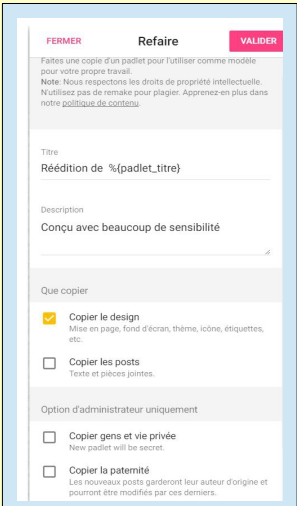 FERMER Refaire VALIDER
Faites une copie d'un padlet pour l'utiliser comme modèle
pour votre propre travail.
Note: Nous respectons les droits de propriété intellectuelle.
N'utilisez pas de remake pour plagier. Apprenez-en plus dans
notre politique de contenu.
Titre
Réédition de %{padlet_titre}
Description
Conçu avec beaucoup de sensibilité
Que copier
Copier le design
Mise en page, fond d'écran, thème, icône, étiquettes,
etc.
Copier les posts
Texte et pièces jointes.
Option d'administrateur uniquement
Copier gens et vie privée
New padlet will be secret.
Copier la paternité
Les nouveaux posts garderont leur auteur d'origine et
pourront être modifiés par ces derniers.